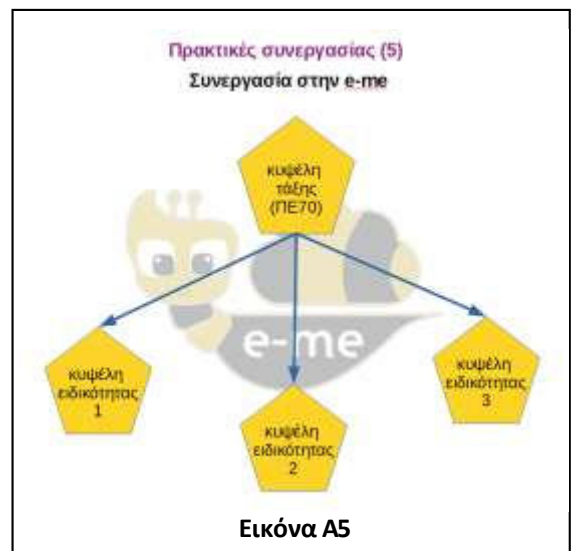 Πρακτικές συνεργασίας (5)
Συνεργασία στην e-me
κυψέλη
τάξης
(ΠΕ70)
e-me
κυψέλη
ειδικότητας
1
κυψέλη
ειδικότητας
2
κυψέλη
ειδικότητας
3
Εικόνα Α5